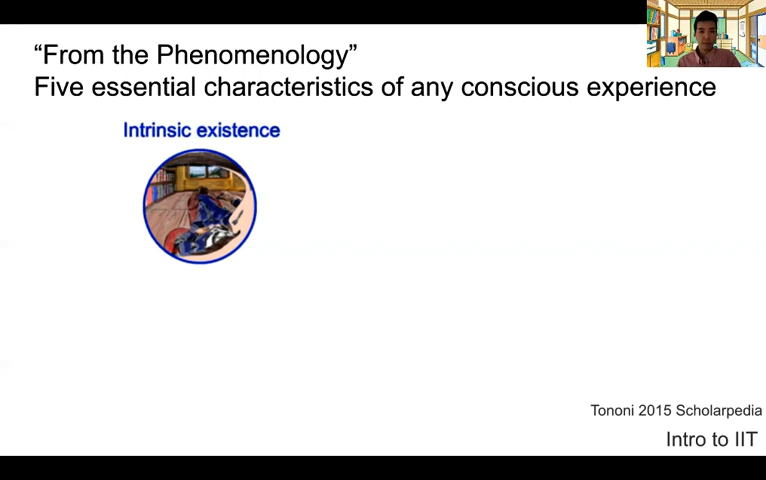 “From the Phenomenology”
Five essential characteristics of any conscious experience
Intrinsic existence
Tononi 2015 Scholarpedia
Intro to IIT